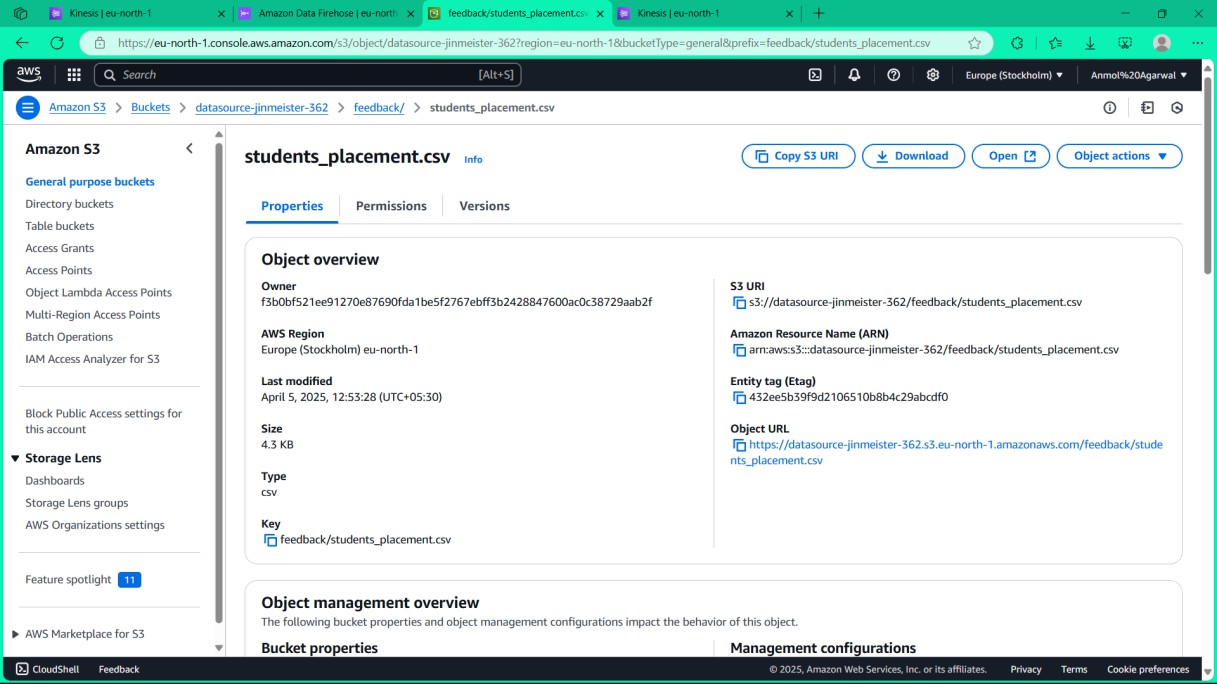 Kinesis | eu-north-1
Amazon Data Firehose | eu-north
feedback/students_placement.csv
Kinesis | eu-north-1
https://eu-north-1.console.aws.amazon.com/s3/object/datasource-jinmeister-362?region=eu-north-1&bucketType=general&prefix=feedback/students_placement.csv
aws Search [Alt+S] Europe (Stockholm) Anmol%20Agarwal
Amazon S3 > Buckets > datasource-jinmeister-362 > feedback/ > students_placement.csv
Amazon S3
General purpose buckets
Directory buckets
Table buckets
Access Grants
Access Points
Object Lambda Access Points
Multi-Region Access Points
Batch Operations
IAM Access Analyzer for S3
Block Public Access settings for
this account
Storage Lens
Dashboards
Storage Lens groups
AWS Organizations settings
Feature spotlight 11
AWS Marketplace for S3
students_placement.csv Info
Copy S3 URI Download Open Object actions
Properties Permissions Versions
Object overview
Owner
f3b0bf521ee91270e87690fda1be5f2767ebff3b2428847600ac0c38729aab2f
AWS Region
Europe (Stockholm) eu-north-1
Last modified
April 5, 2025, 12:53:28 (UTC+05:30)
Size
4.3 KB
Type
csv
Key
feedback/students_placement.csv
S3 URI
s3://datasource-jinmeister-362/feedback/students_placement.csv
Amazon Resource Name (ARN)
arn:aws:s3:::datasource-jinmeister-362/feedback/students_placement.csv
Entity tag (Etag)
432ee5b39f9d2106510b8b4c29abcdf0
Object URL
https://datasource-jinmeister-362.s3.eu-north-1.amazonaws.com/feedback/stude
nts_placement.csv
Object management overview
The following bucket properties and object management configurations impact the behavior of this object.
Bucket properties
Management configurations
CloudShell Feedback © 2025, Amazon Web Services, Inc. or its affiliates. Privacy Terms Cookie preferences